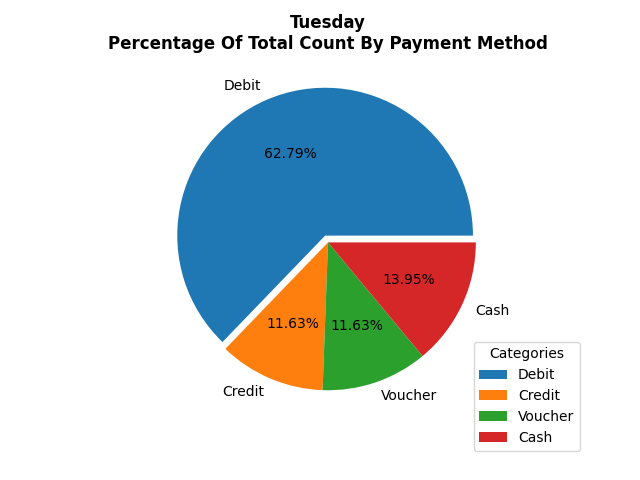 Tuesday
Percentage Of Total Count By Payment Method
Debit
62.79%
13.95%
Cash
11.63%
11.63%
Credit
Voucher
Categories
Debit
Credit
Voucher
Cash